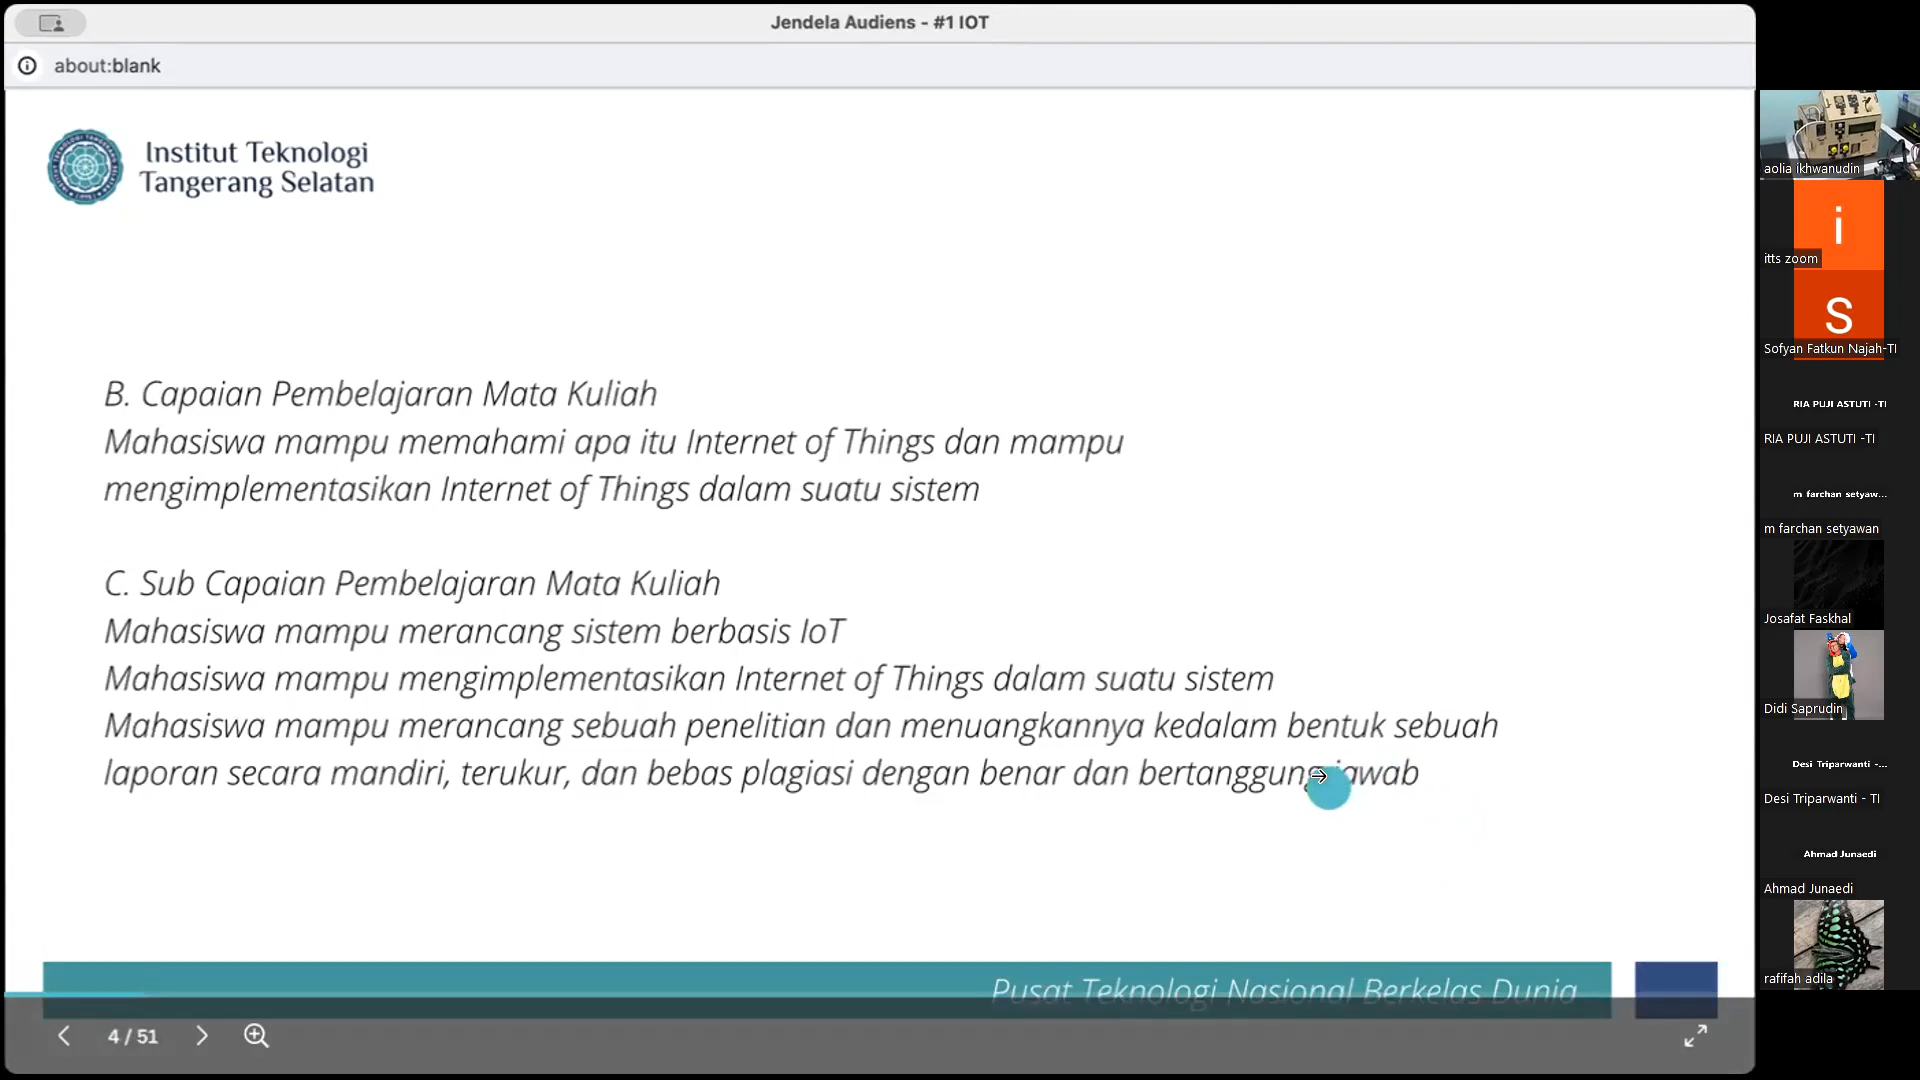 Jendela Audiens - #1 IOT
about:blank
Institut Teknologi
Tangerang Selatan
B. Capaian Pembelajaran Mata Kuliah
Mahasiswa mampu memahami apa itu Internet of Things dan mampu
mengimplementasikan Internet of Things dalam suatu sistem
C. Sub Capaian Pembelajaran Mata Kuliah
Mahasiswa mampu merancang sistem berbasis IoT
Mahasiswa mampu mengimplementasikan Internet of Things dalam suatu sistem
Mahasiswa mampu merancang sebuah penelitian dan menuangkannya kedalam bentuk sebuah
laporan secara mandiri, terukur, dan bebas plagiasi dengan benar dan bertanggung jawab
Pusat Teknologi Nasional Berkelas Dunia
4 / 51
aolia ikhwanudin
i
itts zoom
S
Sofyan Fatkun Najah-TI
RIA PUJI ASTUTI -TI
RIA PUJI ASTUTI -TI
m farchan setyaw...
m farchan setyawan
Josafat Faskhal
Didi Saprudin
Desi Triparwanti -...
Desi Triparwanti - TI
Ahmad Junaedi
Ahmad Junaedi
rafifah adila